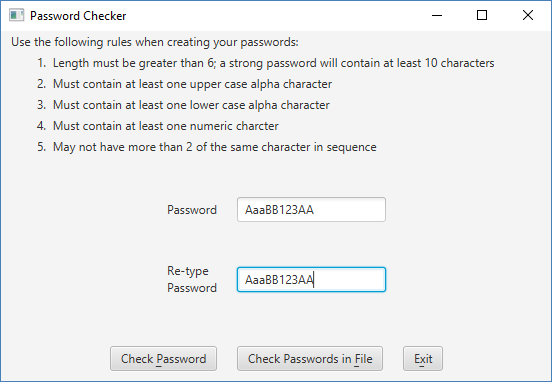 Password Checker
Use the following rules when creating your passwords:
1. Length must be greater than 6; a strong password will contain at least 10 characters
2. Must contain at least one upper case alpha character
3. Must contain at least one lower case alpha character
4. Must contain at least one numeric charcter
5. May not have more than 2 of the same character in sequence
Password AaaBB123AA
Re-type
Password AaaBB123AA
Check Password Check Passwords in File Exit